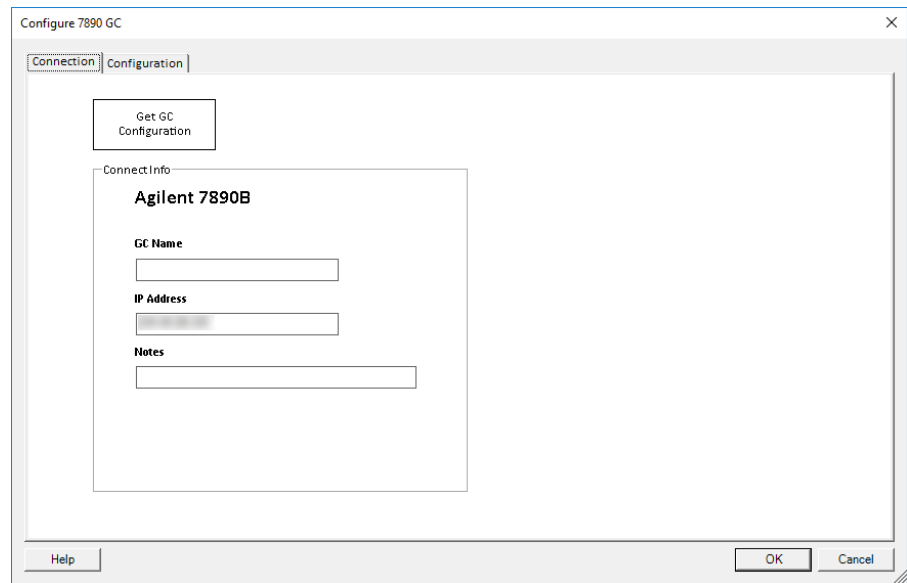 Configure 7890 GC
Connection
Configuration
Get GC
Configuration
Connect Info
Agilent 7890B
GC Name
IP Address
Notes
Help
OK
Cancel